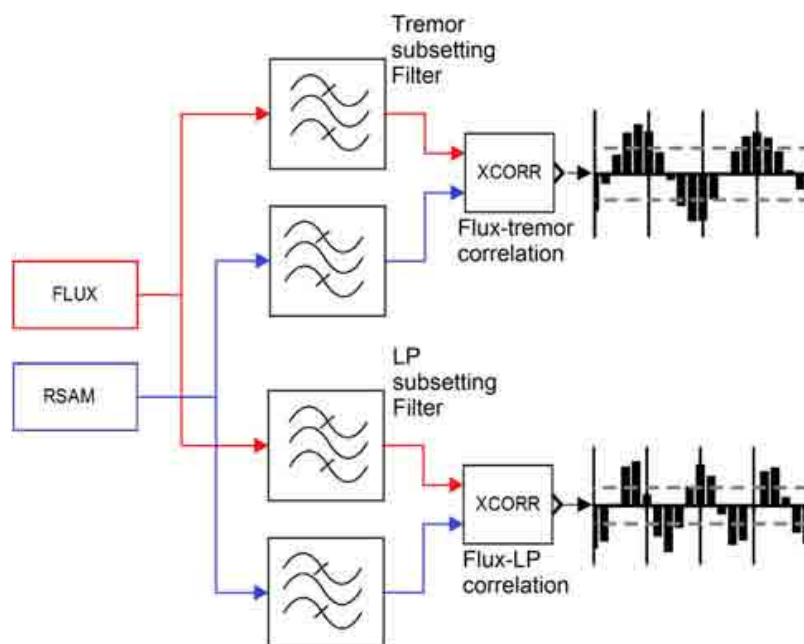 Tremor
subsetting
Filter
XCORR
Flux-tremor
correlation
FLUX
RSAM
LP
subsetting
Filter
XCORR
Flux-LP
correlation